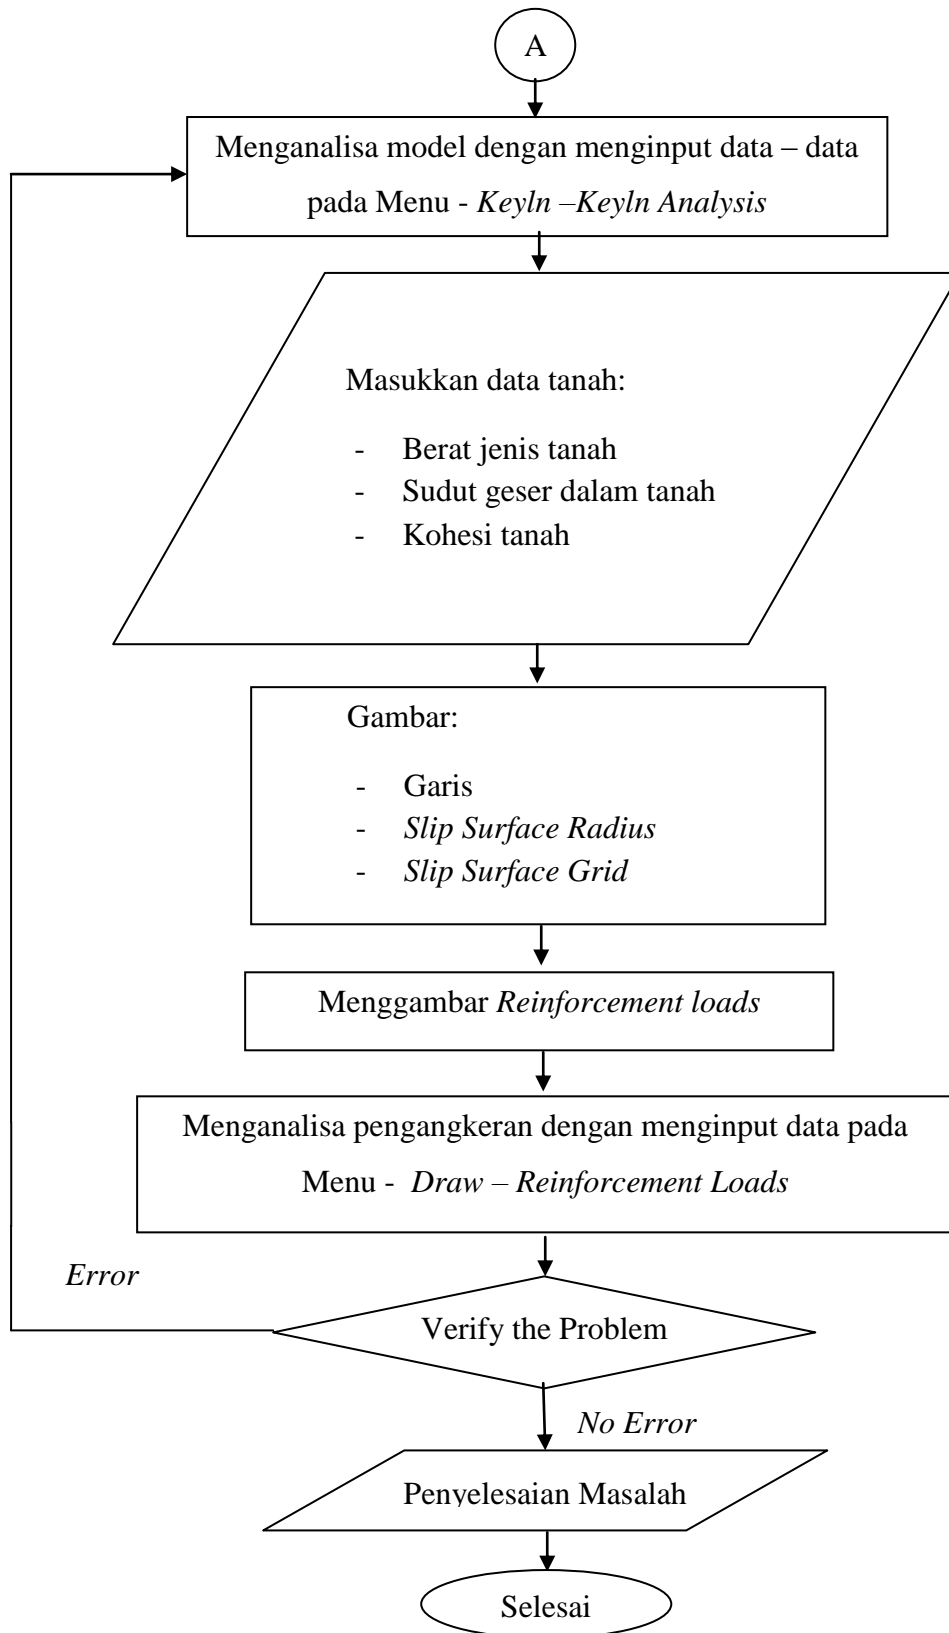 A
Menganalisa model dengan menginput data – data
pada Menu - Keyln –Keyln Analysis
Masukkan data tanah:
- Berat jenis tanah
- Sudut geser dalam tanah
- Kohesi tanah
Gambar:
- Garis
- Slip Surface Radius
- Slip Surface Grid
Menggambar Reinforcement loads
Menganalisa pengangkeran dengan menginput data pada
Menu - Draw – Reinforcement Loads
Error
Verify the Problem
No Error
Penyelesaian Masalah
Selesai